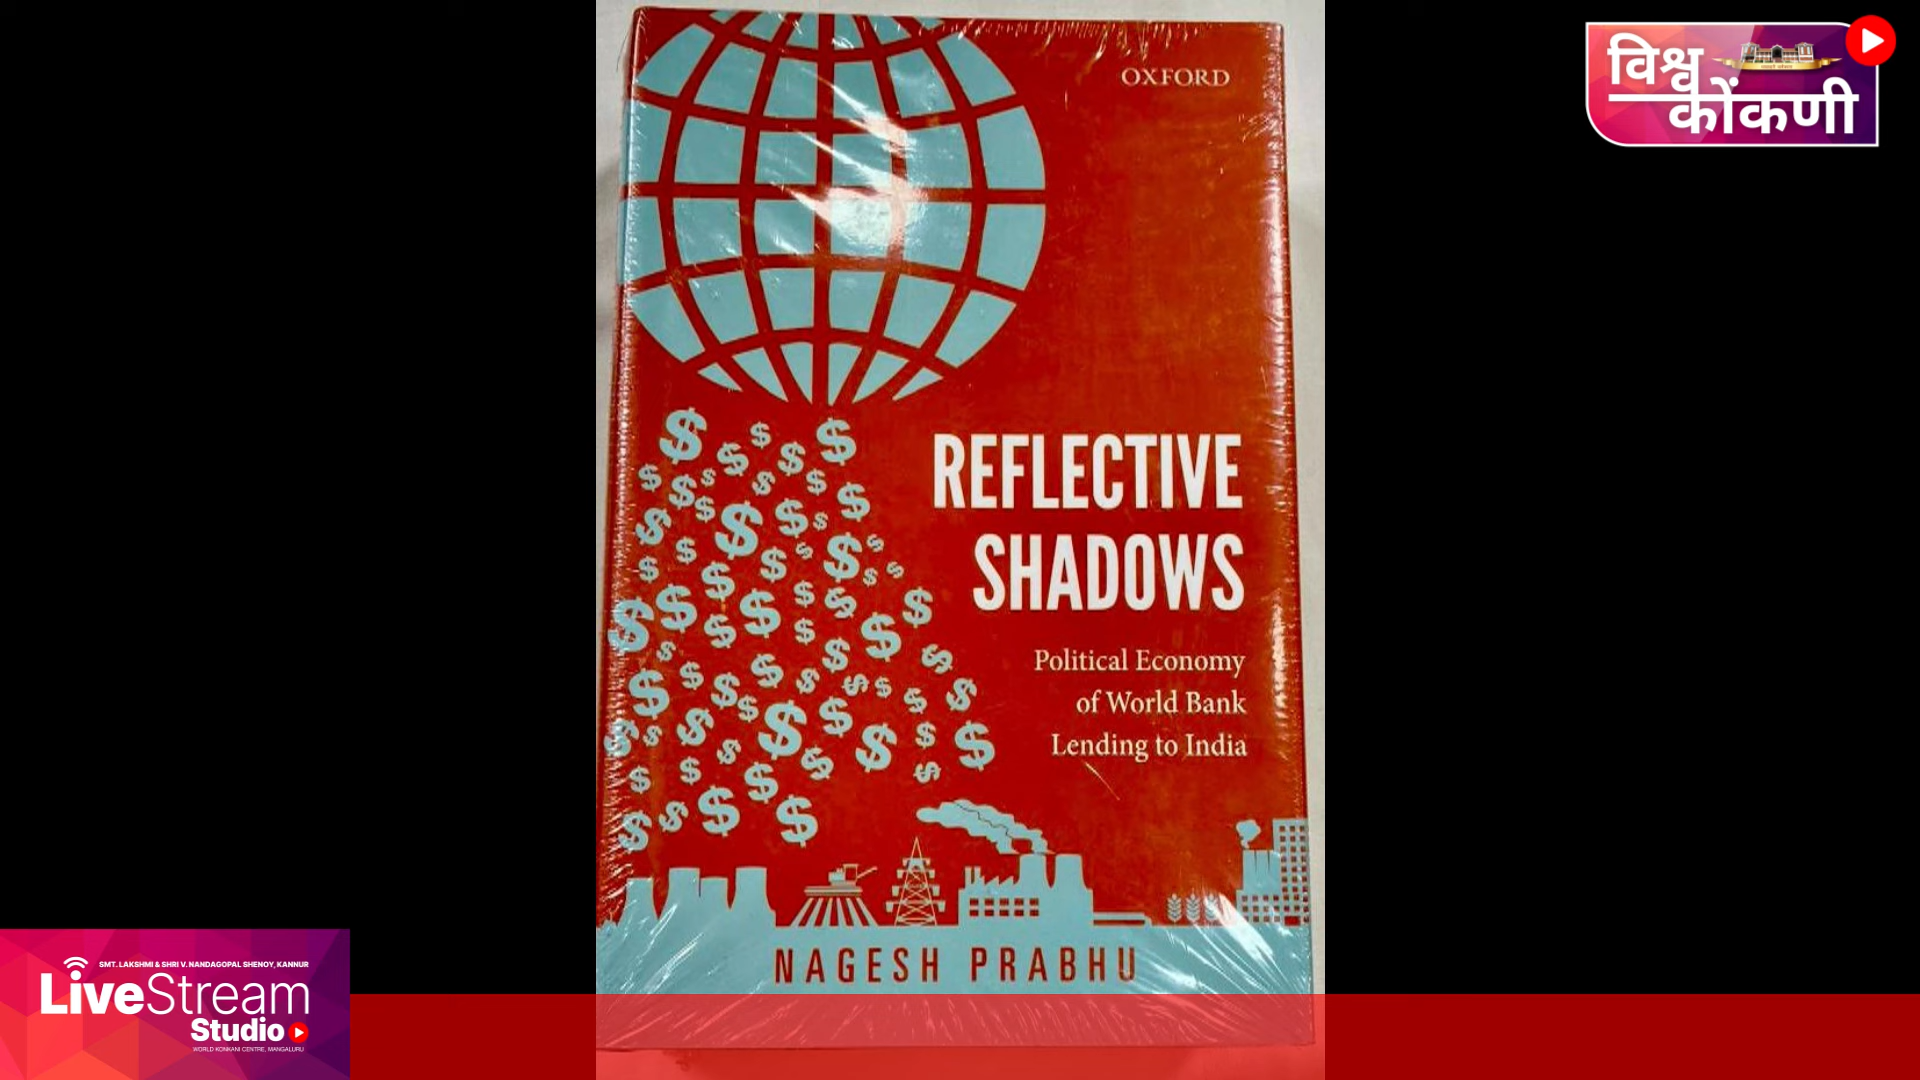 OXFORD
REFLECTIVE
SHADOWS
Political Economy
of World Bank
Lending to India
NAGESH PRABHU
विश्व
कोंकणी
SMT. LAKSHMI & SHRI V. NANDAGOPAL SHENOY, KANNUR
LiveStream
Studio
WORLD KONKANI CENTRE, MANGALURU